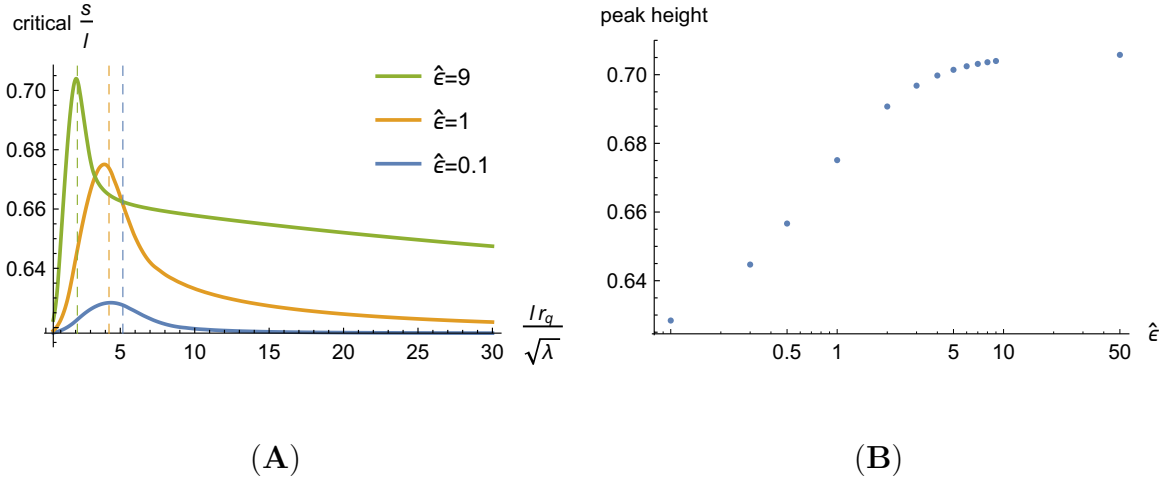 critical s/l
0.70
0.68
0.66
0.64
5 10 15 20 25 30
l r_q/√λ
ε̂=9
ε̂=1
ε̂=0.1
(A)
peak height
0.70
0.68
0.66
0.64
0.5 1 5 10 50
ε̂
(B)